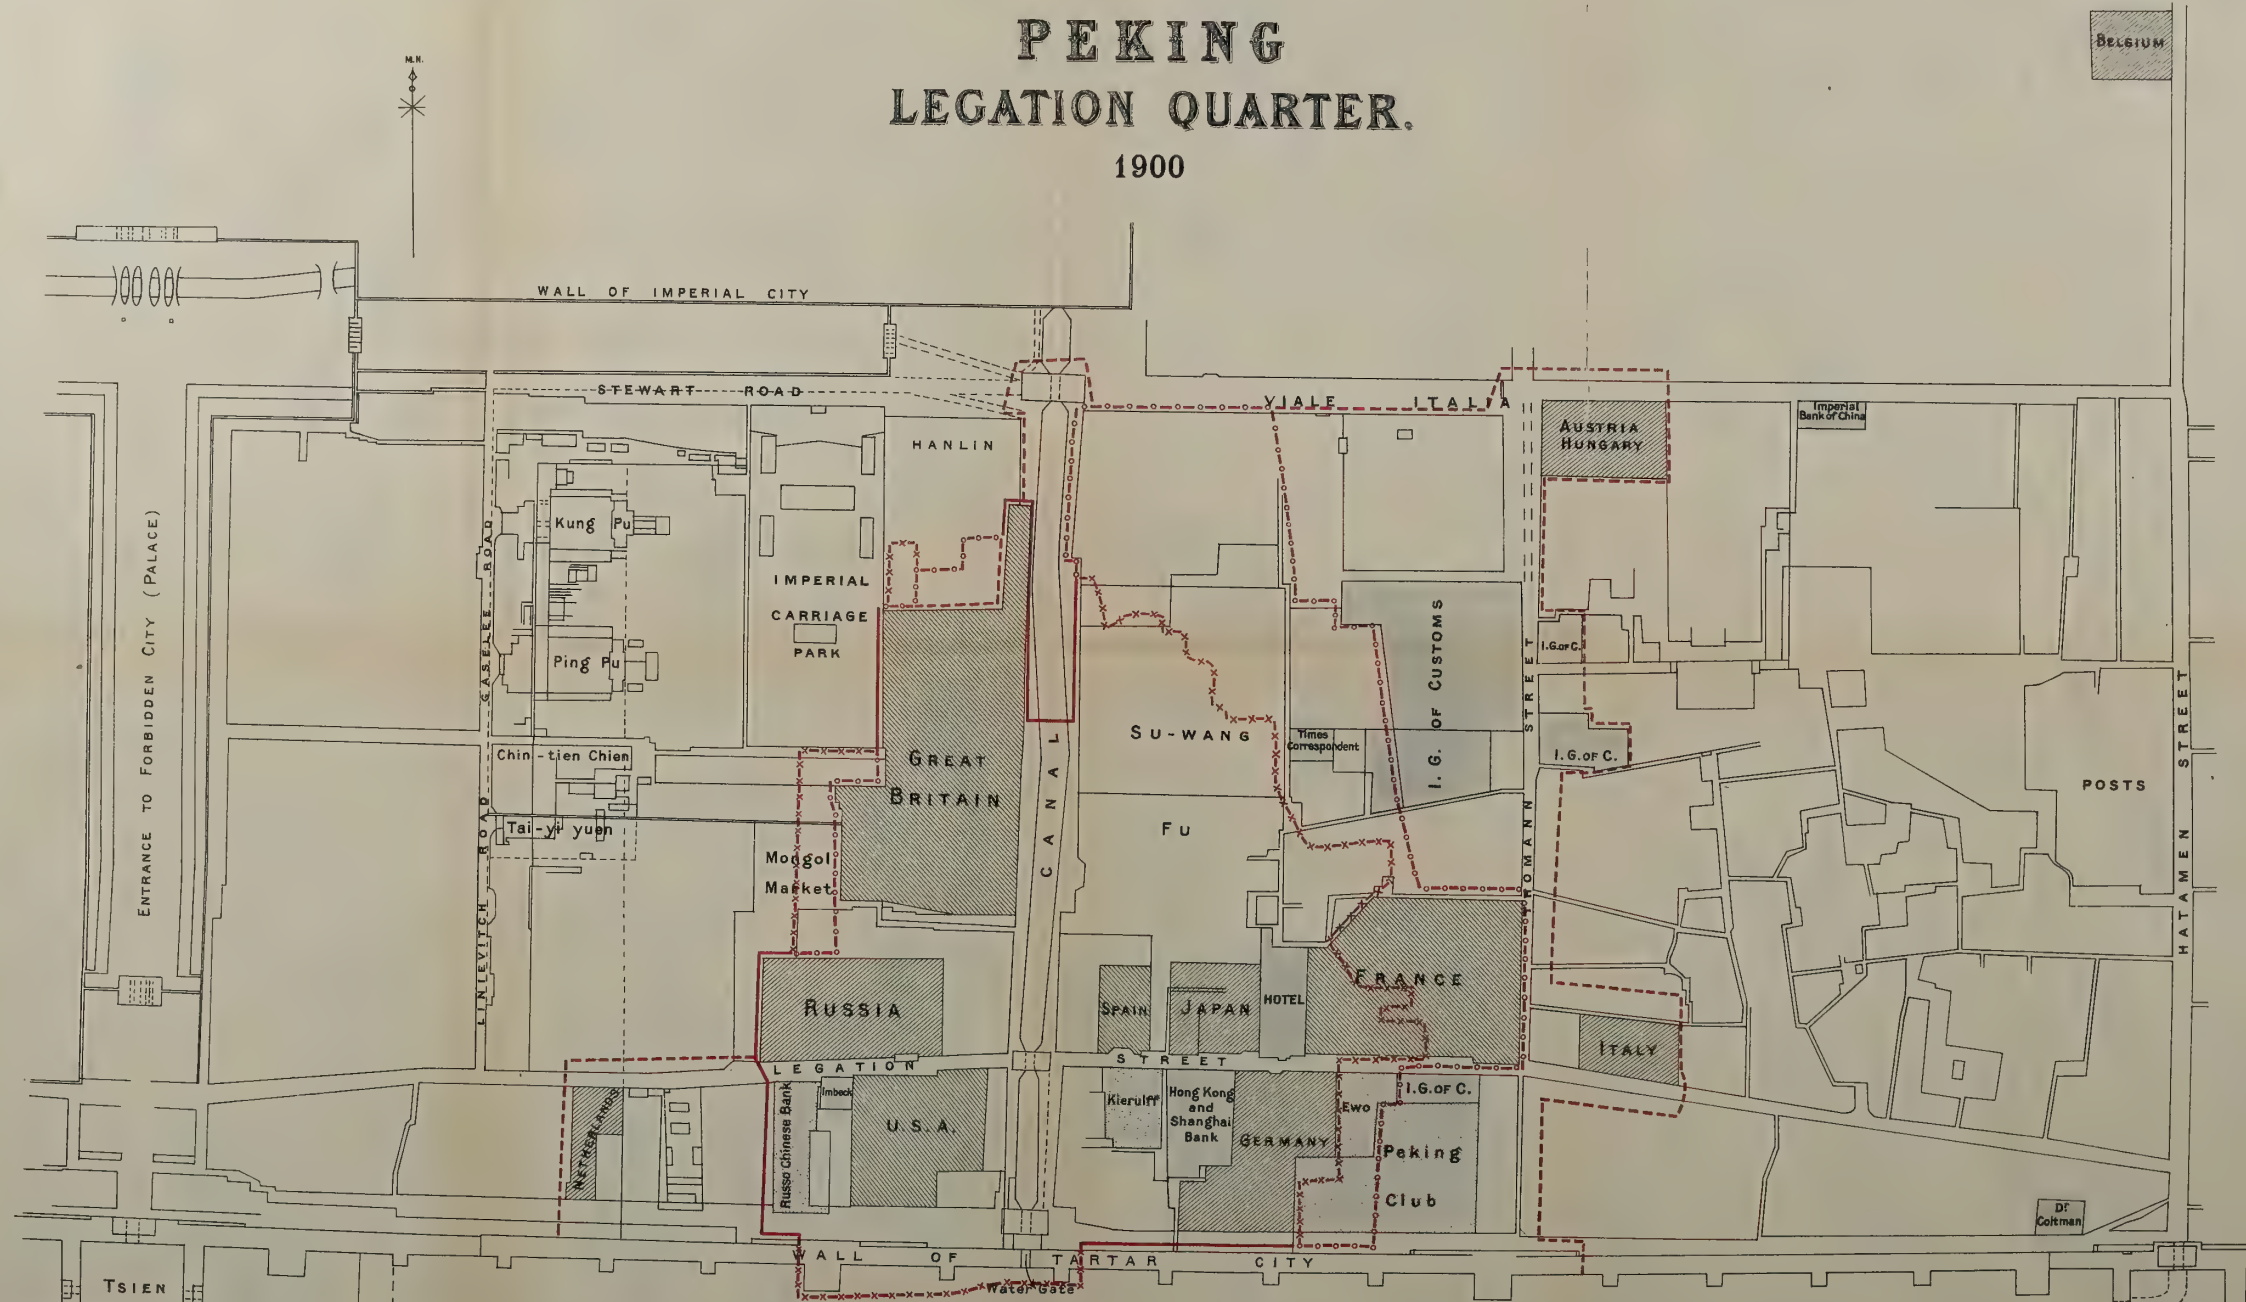 PEKING
LEGATION QUARTER.
1900
M.N.
BELGIUM
WALL OF IMPERIAL CITY
STEWART ROAD
VIALE ITALIA
HANLIN
AUSTRIA
HUNGARY
Imperial
Bank of China
Kung Pu
IMPERIAL
CARRIAGE
PARK
ENTRANCE TO FORBIDDEN CITY (PALACE)
GASELEE ROAD
Ping Pu
I.G. OF CUSTOMS
I.G. OF C.
THOMANN STREET
HATAMEN STREET
Chin-tien Chien
GREAT
BRITAIN
CANAL
SU-WANG
FU
Times
Correspondent
I.G. OF C.
POSTS
Tai-yi yuen
Mongol
Market
LINIEVITCH ROAD
RUSSIA
SPAIN
JAPAN
HOTEL
FRANCE
ITALY
LEGATION STREET
NETHERLANDS
Russo Chinese Bank
Imbeck
U.S.A.
Kierulff
Hong Kong
and
Shanghai
Bank
GERMANY
Ewo
I.G. OF C.
Peking
Club
Dr.
Coltman
WALL OF TARTAR CITY
Water Gate
TSIEN